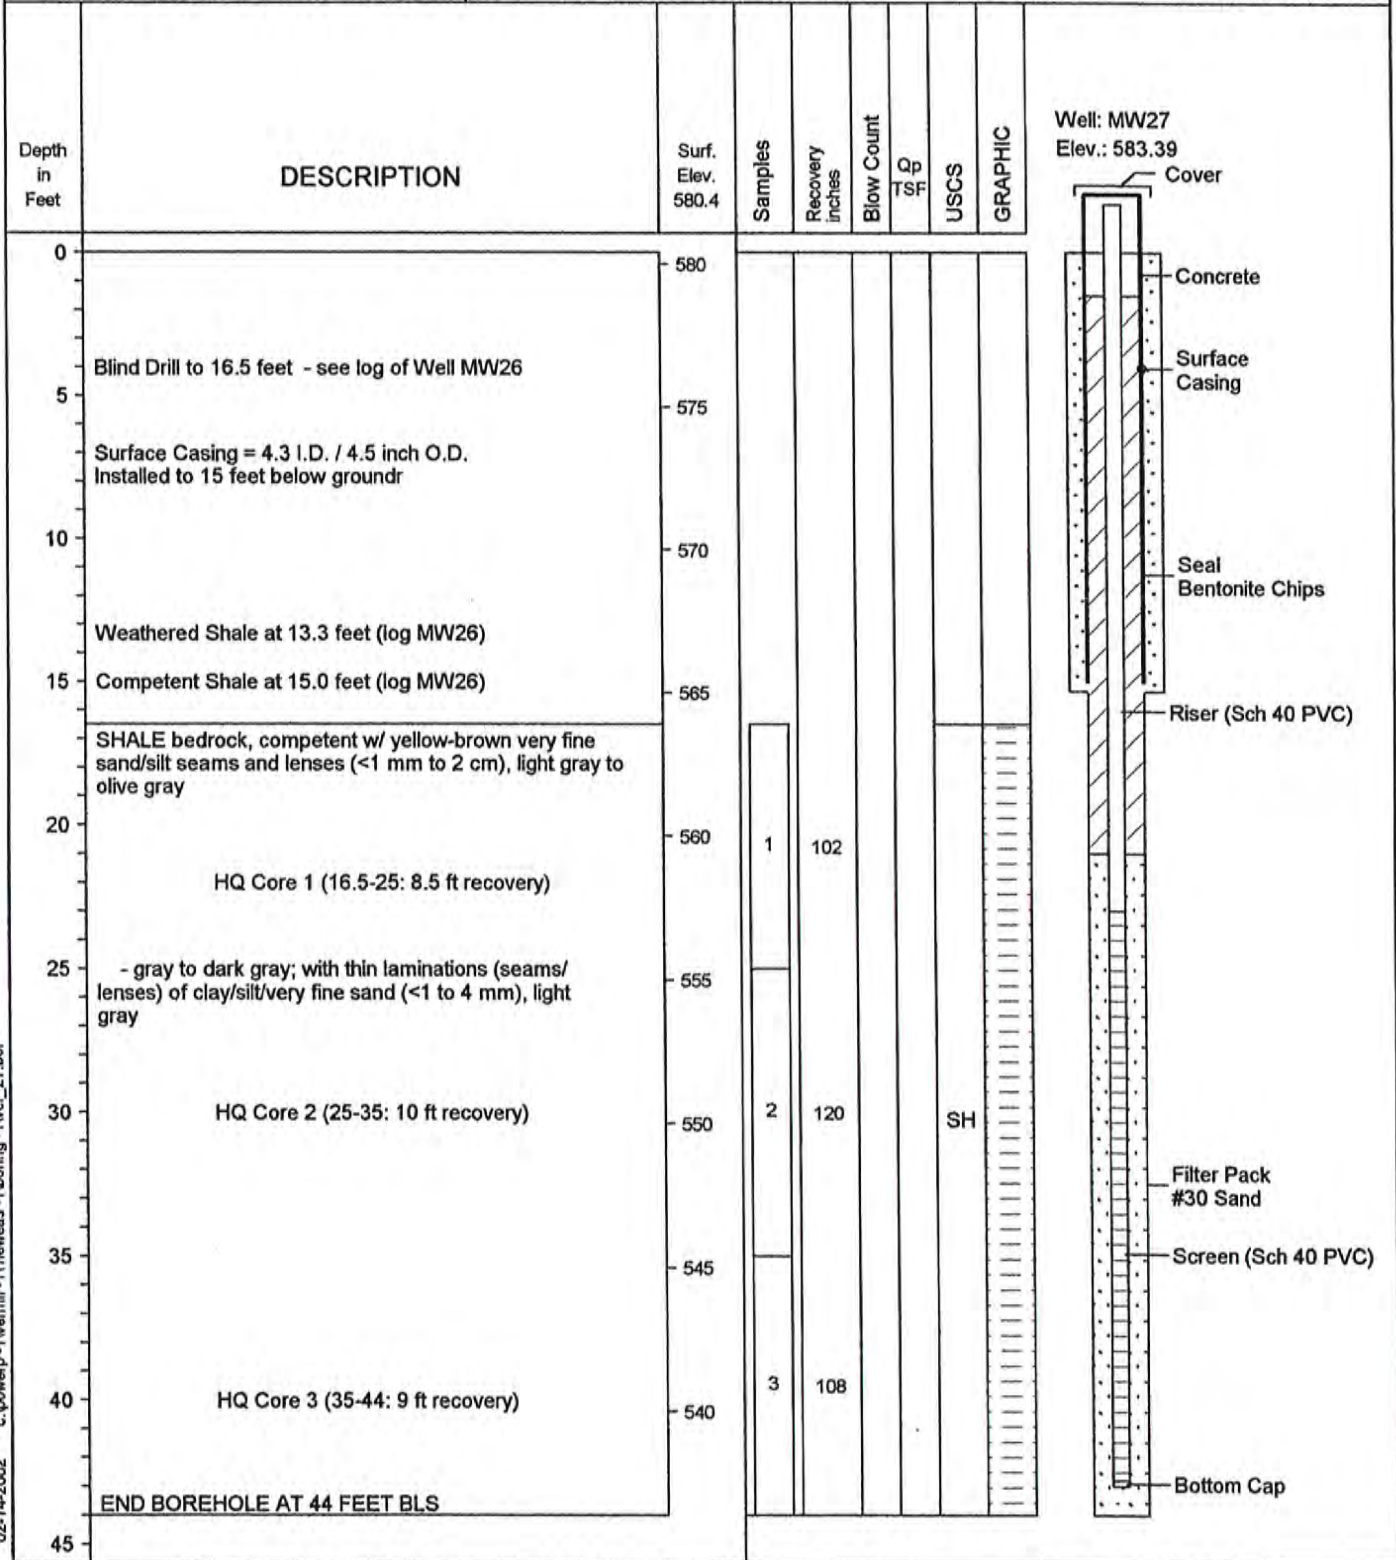 Depth
in
Feet
DESCRIPTION
Surf.
Elev.
580.4
Samples
Recovery
inches
Blow Count
Qp
TSF
USCS
GRAPHIC
Well: MW27
Elev.: 583.39
Cover
0
580
Concrete
Blind Drill to 16.5 feet - see log of Well MW26
Surface
Casing
5
575
Surface Casing = 4.3 I.D. / 4.5 inch O.D.
Installed to 15 feet below groundr
10
570
Seal
Bentonite Chips
Weathered Shale at 13.3 feet (log MW26)
15
Competent Shale at 15.0 feet (log MW26)
565
Riser (Sch 40 PVC)
SHALE bedrock, competent w/ yellow-brown very fine
sand/silt seams and lenses (<1 mm to 2 cm), light gray to
olive gray
20
560
1
102
HQ Core 1 (16.5-25: 8.5 ft recovery)
25
- gray to dark gray; with thin laminations (seams/
lenses) of clay/silt/very fine sand (<1 to 4 mm), light
gray
555
30
HQ Core 2 (25-35: 10 ft recovery)
550
2
120
SH
Filter Pack
#30 Sand
35
545
Screen (Sch 40 PVC)
40
HQ Core 3 (35-44: 9 ft recovery)
540
3
108
Bottom Cap
END BOREHOLE AT 44 FEET BLS
45
02-14-2002